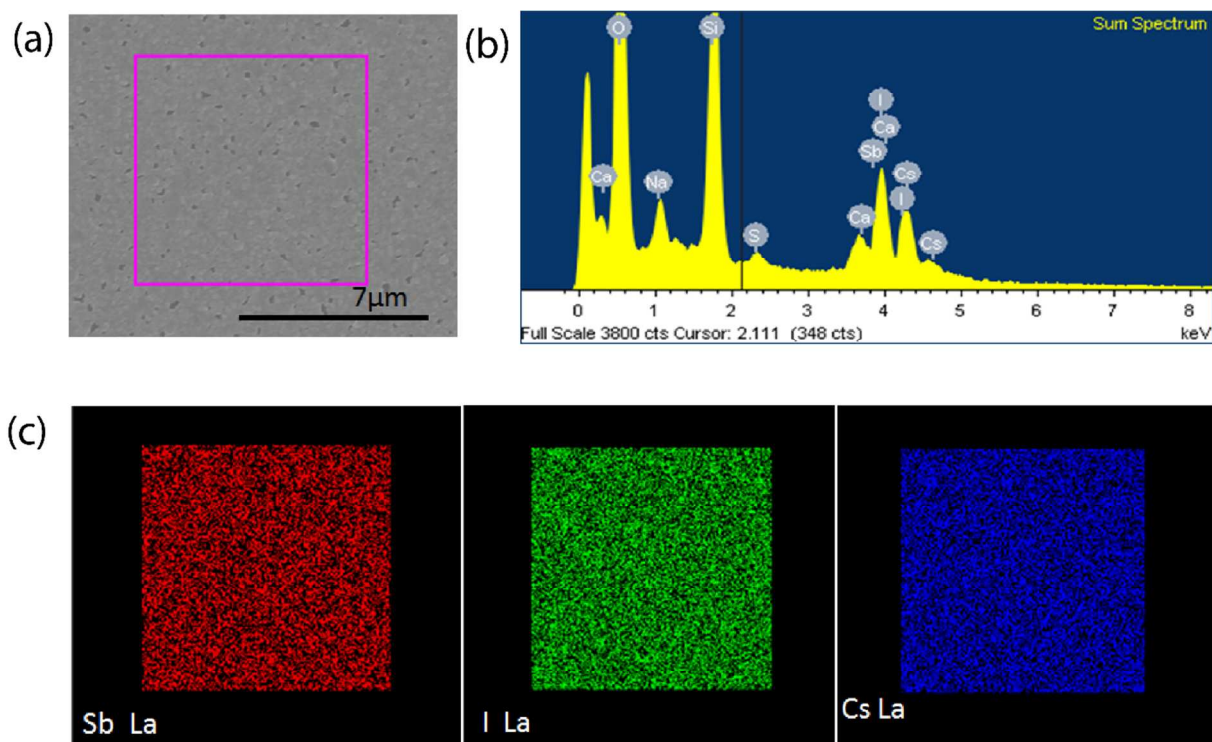 (a)
7µm
(b)
Sum Spectrum
O
Si
I
Ca
Sb
Cs
Ca
Na
I
S
Ca
Cs
0 1 2 3 4 5 6 7 8
Full Scale 3800 cts Cursor: 2.111 (348 cts)
keV
(c)
Sb La
I La
Cs La